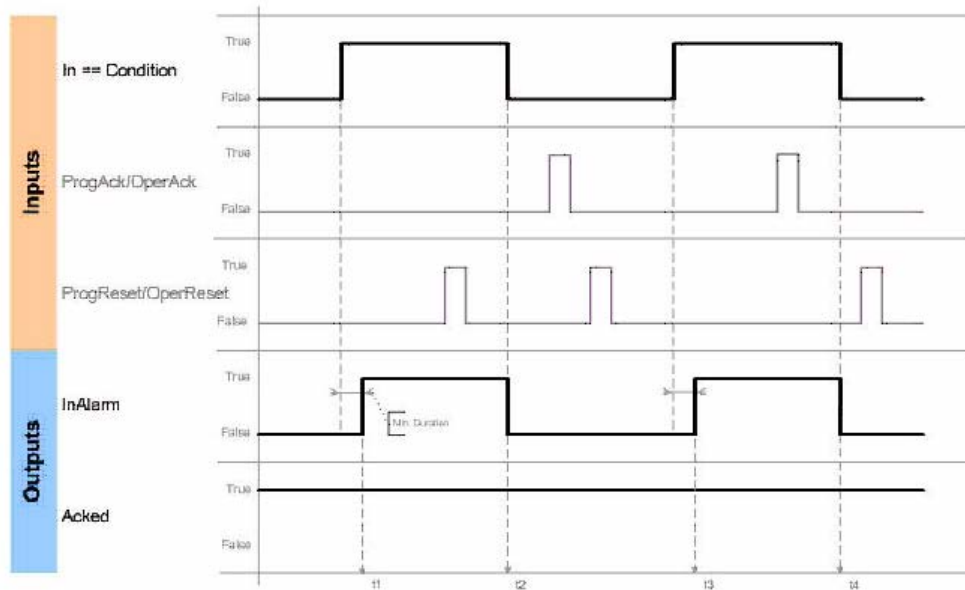 Inputs
In == Condition
True
False
ProgAck/OperAck
True
False
ProgReset/OperReset
True
False
Outputs
InAlarm
True
False
Min. Duration
Acked
True
False
t1 t2 t3 t4